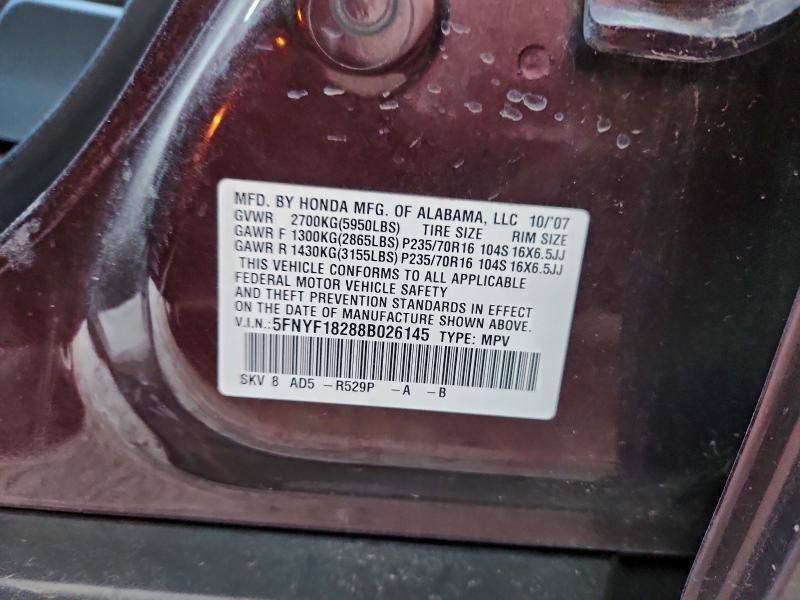 MFD. BY HONDA MFG. OF ALABAMA, LLC 10/'07
GVWR 2700KG(5950LBS) TIRE SIZE RIM SIZE
GAWR F 1300KG(2865LBS) P235/70R16 104S 16X6.5JJ
GAWR R 1430KG(3155LBS) P235/70R16 104S 16X6.5JJ
THIS VEHICLE CONFORMS TO ALL APPLICABLE
FEDERAL MOTOR VEHICLE SAFETY
AND THEFT PREVENTION STANDARDS IN EFFECT
ON THE DATE OF MANUFACTURE SHOWN ABOVE.
V.I.N.: 5FNYF18288B026145 TYPE: MPV
SKV 8 AD5 -R529P -A -B